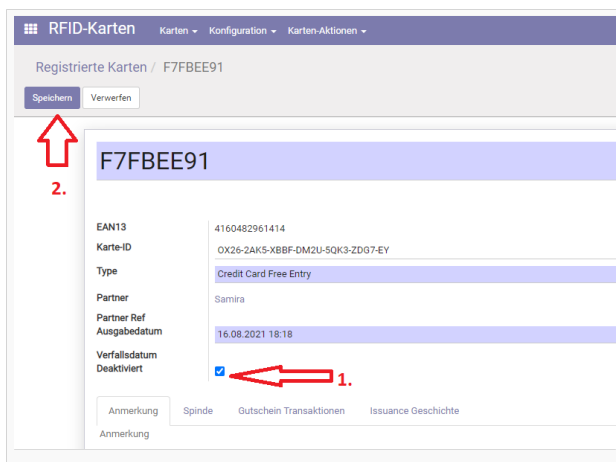 RFID-Karten Karten Konfiguration Karten-Aktionen
Registrierte Karten / F7FBEE91
Speichern Verwerfen
2.
F7FBEE91
EAN13 4160482961414
Karte-ID OX26-2AK5-XBBF-DM2U-5QK3-ZDG7-EY
Type Credit Card Free Entry
Partner Samira
Partner Ref
Ausgabedatum 16.08.2021 18:18
Verfallsdatum
Deaktiviert
1.
Anmerkung Spinde Gutschein Transaktionen Issuance Geschichte
Anmerkung